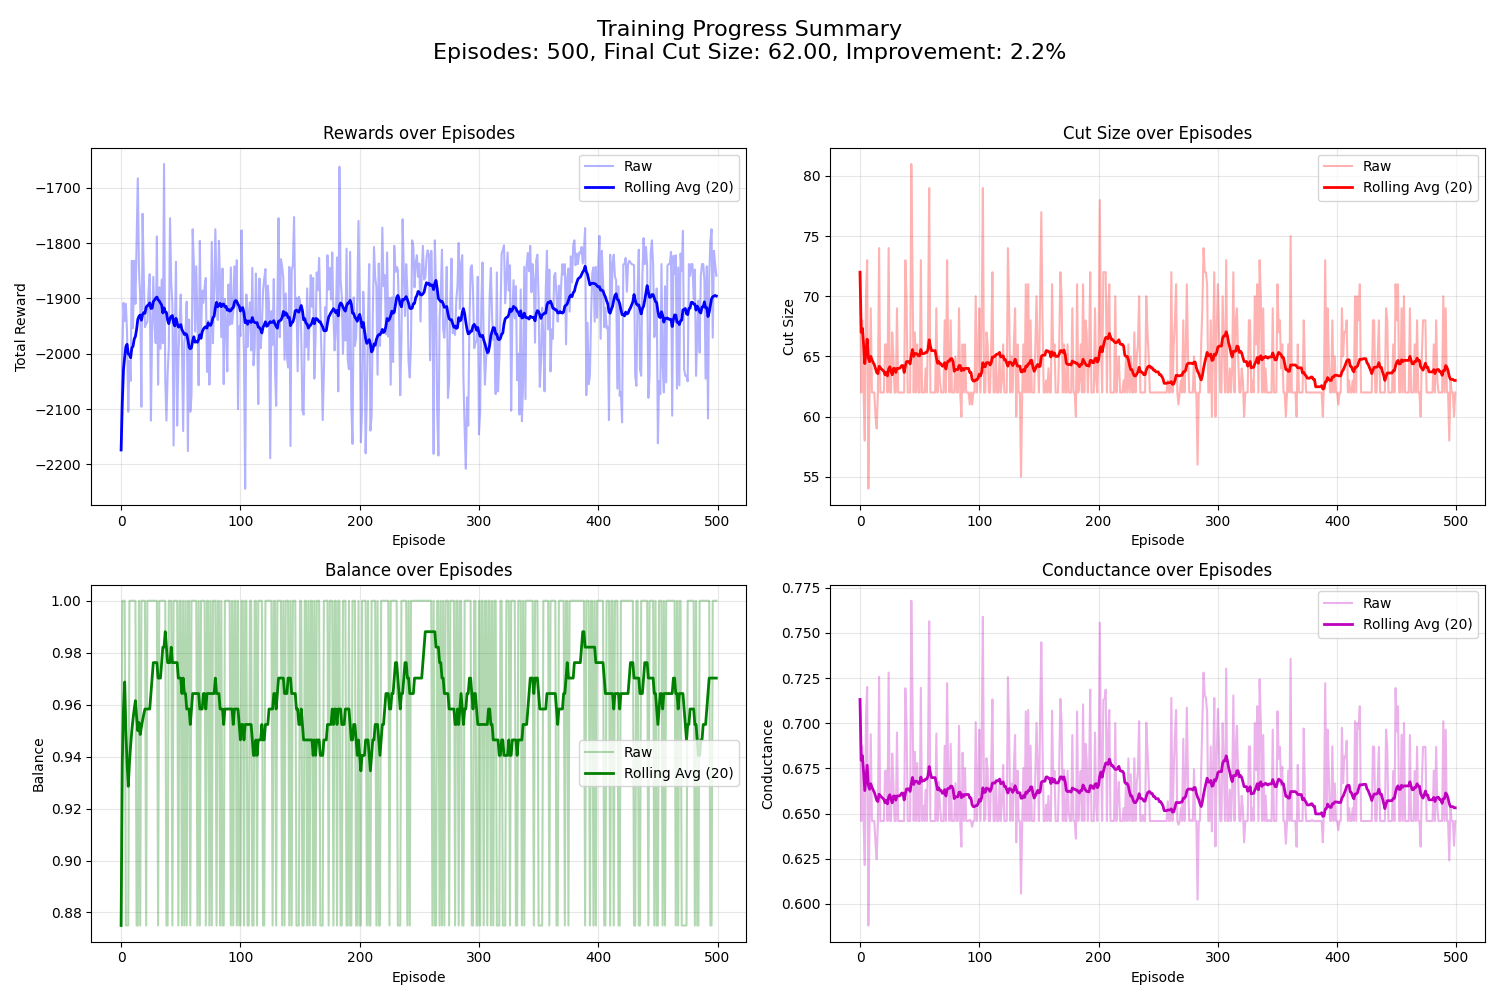 Training Progress Summary
Episodes: 500, Final Cut Size: 62.00, Improvement: 2.2%
Rewards over Episodes
Total Reward
−1700
−1800
−1900
−2000
−2100
−2200
Raw
Rolling Avg (20)
0 100 200 300 400 500
Episode
Cut Size over Episodes
Cut Size
80
75
70
65
60
55
Raw
Rolling Avg (20)
0 100 200 300 400 500
Episode
Balance over Episodes
Balance
1.00
0.98
0.96
0.94
0.92
0.90
0.88
Raw
Rolling Avg (20)
0 100 200 300 400 500
Episode
Conductance over Episodes
Conductance
0.775
0.750
0.725
0.700
0.675
0.650
0.625
0.600
Raw
Rolling Avg (20)
0 100 200 300 400 500
Episode